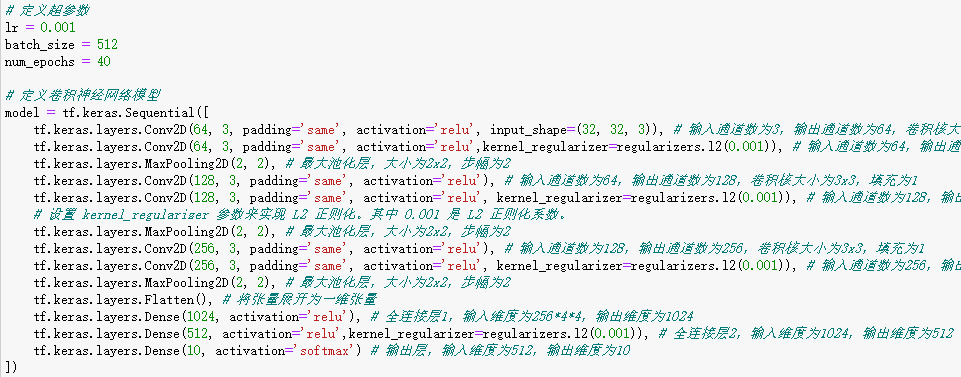 # 定义超参数
lr = 0.001
batch_size = 512
num_epochs = 40
# 定义卷积神经网络模型
model = tf.keras.Sequential([
    tf.keras.layers.Conv2D(64, 3, padding='same', activation='relu', input_shape=(32, 32, 3)), # 输入通道数为3, 输出通道数为64, 卷积核大
    tf.keras.layers.Conv2D(64, 3, padding='same', activation='relu',kernel_regularizer=regularizers.l2(0.001)), # 输入通道数为64, 输出通
    tf.keras.layers.MaxPooling2D(2, 2), # 最大池化层, 大小为2x2, 步幅为2
    tf.keras.layers.Conv2D(128, 3, padding='same', activation='relu'), # 输入通道数为64, 输出通道数为128, 卷积核大小为3x3, 填充为1
    tf.keras.layers.Conv2D(128, 3, padding='same', activation='relu', kernel_regularizer=regularizers.l2(0.001)), # 输入通道数为128, 输出
    # 设置 kernel_regularizer 参数来实现 L2 正则化。其中 0.001 是 L2 正则化系数。
    tf.keras.layers.MaxPooling2D(2, 2), # 最大池化层, 大小为2x2, 步幅为2
    tf.keras.layers.Conv2D(256, 3, padding='same', activation='relu'), # 输入通道数为128, 输出通道数为256, 卷积核大小为3x3, 填充为1
    tf.keras.layers.Conv2D(256, 3, padding='same', activation='relu', kernel_regularizer=regularizers.l2(0.001)), # 输入通道数为256, 输出
    tf.keras.layers.MaxPooling2D(2, 2), # 最大池化层, 大小为2x2, 步幅为2
    tf.keras.layers.Flatten(), # 将张量展开为一维张量
    tf.keras.layers.Dense(1024, activation='relu'), # 全连接层1, 输入维度为256*4*4, 输出维度为1024
    tf.keras.layers.Dense(512, activation='relu',kernel_regularizer=regularizers.l2(0.001)), # 全连接层2, 输入维度为1024, 输出维度为512
    tf.keras.layers.Dense(10, activation='softmax') # 输出层, 输入维度为512, 输出维度为10
])